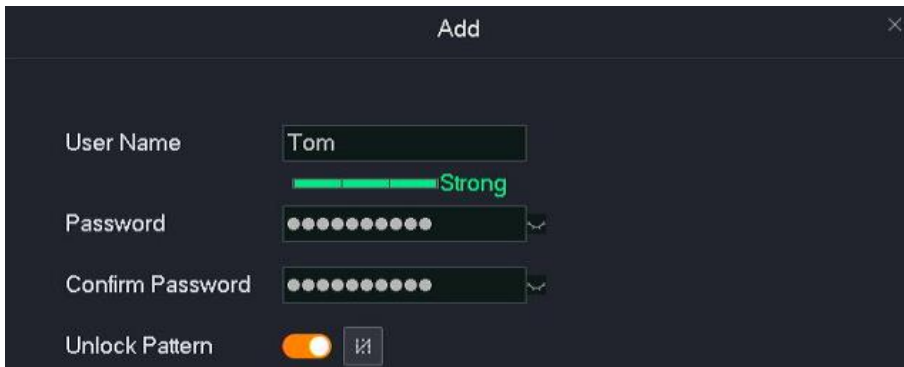 Add
User Name
Tom
Strong
Password
●●●●●●●●●●
Confirm Password
●●●●●●●●●●
Unlock Pattern